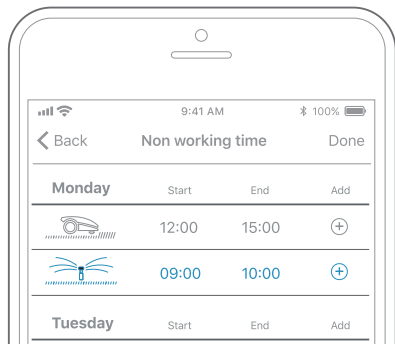 9:41 AM 100%
Back Non working time Done
Monday Start End Add
12:00 15:00
09:00 10:00
Tuesday Start End Add